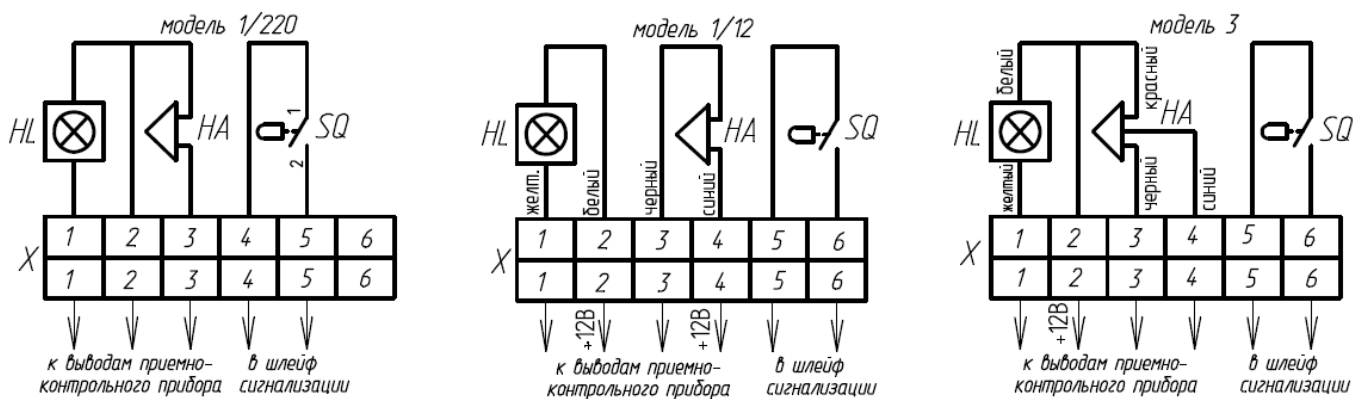 модель 1/220
HL
HA
1
2
SQ
X
1 2 3 4 5 6
1 2 3 4 5 6
к выводам приемно-
контрольного прибора
в шлейф
сигнализации
модель 1/12
HL
HA
SQ
желт.
белый
черный
синий
X
1 2 3 4 5 6
1 2 3 4 5 6
+12В
+12В
к выводам приемно-
контрольного прибора
в шлейф
сигнализации
модель 3
белый
красный
HL
HA
SQ
желтый
черный
синий
X
1 2 3 4 5 6
1 2 3 4 5 6
+12В
к выводам приемно-
контрольного прибора
в шлейф
сигнализации